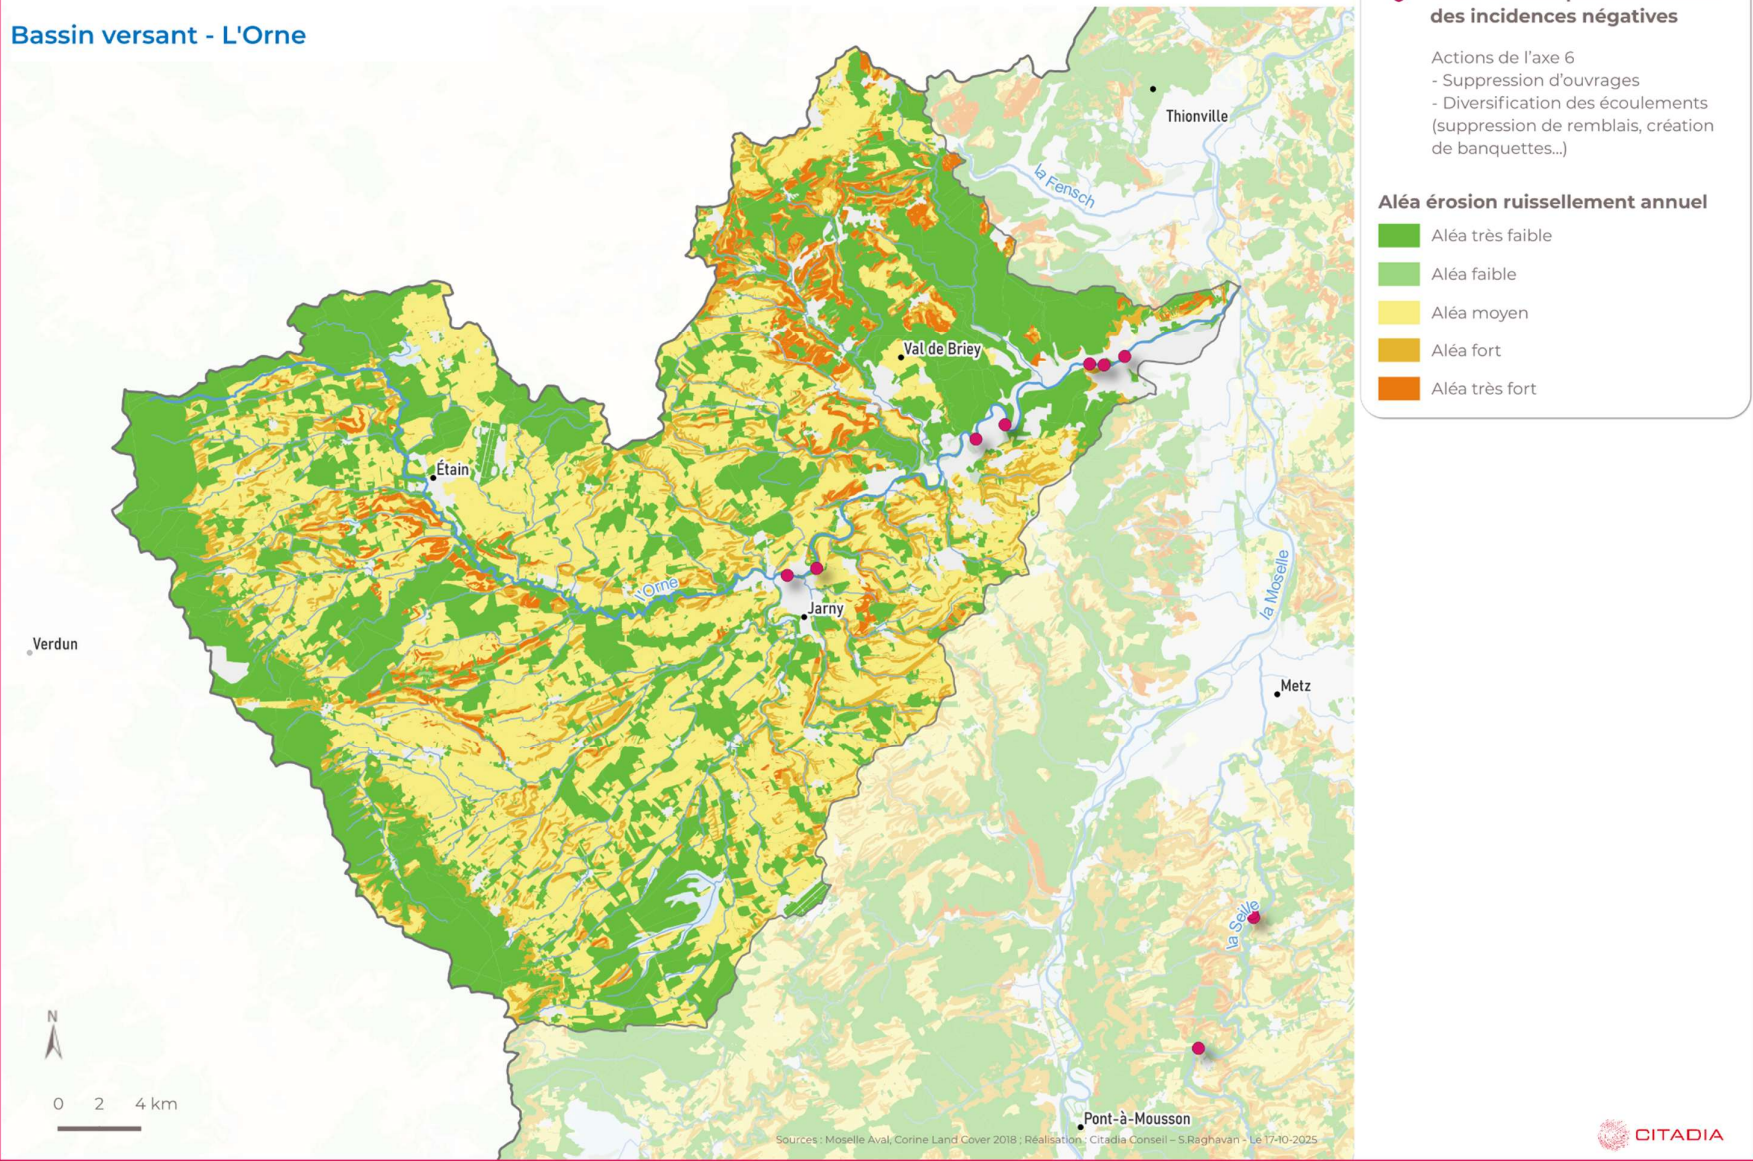 Bassin versant - L'Orne
des incidences négatives
Actions de l'axe 6
- Suppression d'ouvrages
- Diversification des écoulements
(suppression de remblais, création
de banquettes...)
Aléa érosion ruissellement annuel
Aléa très faible
Aléa faible
Aléa moyen
Aléa fort
Aléa très fort
Thionville
la Fensch
Val de Briey
Étain
l'Orne
Jarny
la Moselle
Verdun
Metz
la Seille
N
0 2 4 km
Pont-à-Mousson
Sources : Moselle Aval, Corine Land Cover 2018 ; Réalisation : Citadia Conseil – S.Raghavan - Le 17-10-2025
CITADIA